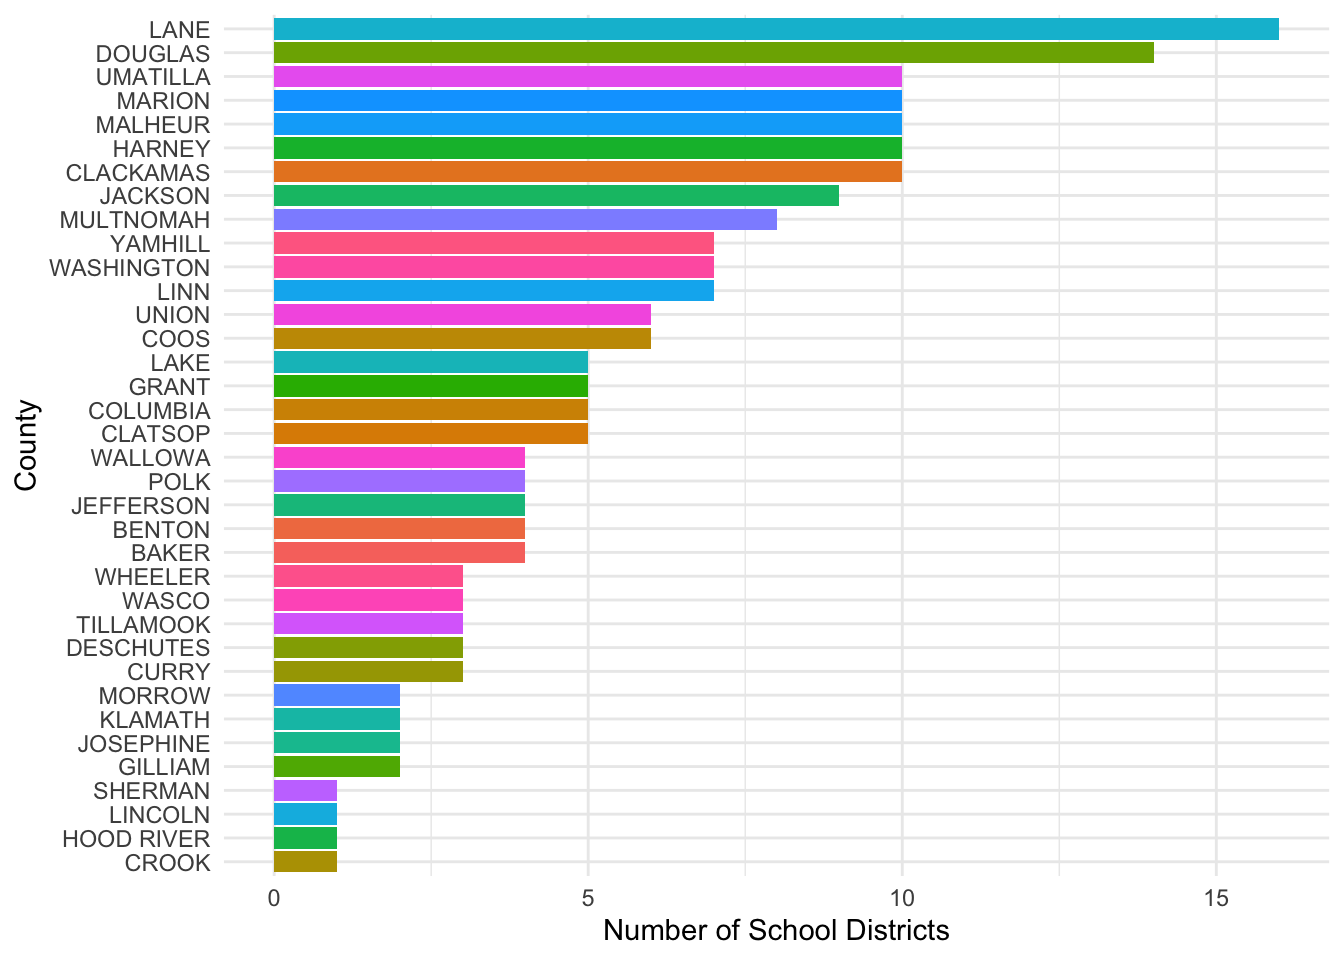 LANE
DOUGLAS
UMATILLA
MARION
MALHEUR
HARNEY
CLACKAMAS
JACKSON
MULTNOMAH
YAMHILL
WASHINGTON
LINN
UNION
COOS
LAKE
GRANT
COLUMBIA
CLATSOP
WALLOWA
POLK
JEFFERSON
BENTON
BAKER
WHEELER
WASCO
TILLAMOOK
DESCHUTES
CURRY
MORROW
KLAMATH
JOSEPHINE
GILLIAM
SHERMAN
LINCOLN
HOOD RIVER
CROOK
County
0 5 10 15
Number of School Districts